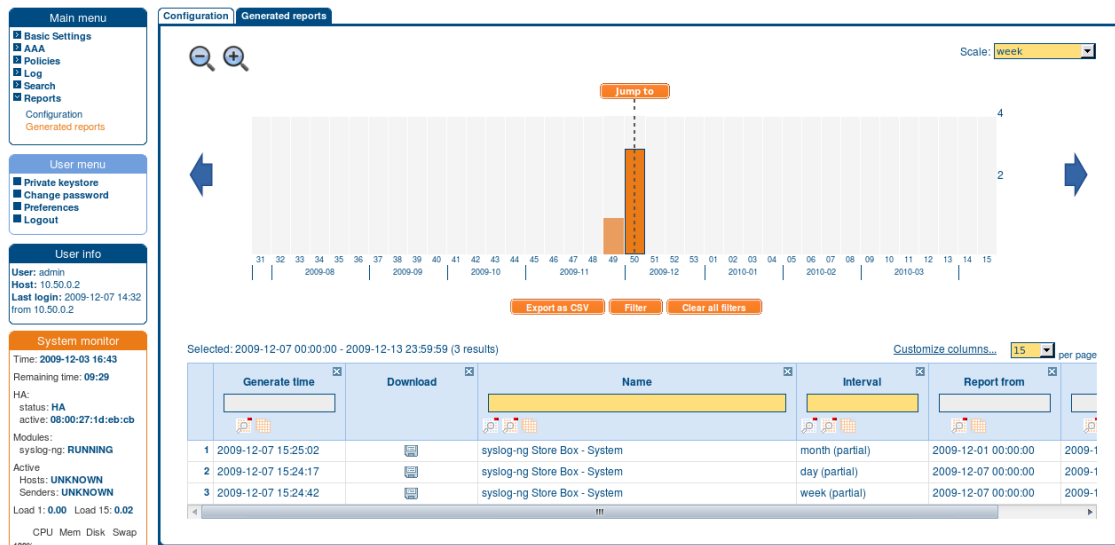 Main menu
Basic Settings
AAA
Policies
Log
Search
Reports
Configuration
Generated reports
User menu
Private keystore
Change password
Preferences
Logout
User info
User: admin
Host: 10.50.0.2
Last login: 2009-12-07 14:32
from 10.50.0.2
System monitor
Time: 2009-12-03 16:43
Remaining time: 09:29
HA:
status: HA
active: 08:00:27:1d:eb:cb
Modules:
syslog-ng: RUNNING
Active
Hosts: UNKNOWN
Senders: UNKNOWN
Load 1: 0.00 Load 15: 0.02
CPU Mem Disk Swap
Configuration Generated reports
Scale: week
Jump to
4
2
31 32 33 34 35 36 37 38 39 40 41 42 43 44 45 46 47 48 49 50 51 52 53 01 02 03 04 05 06 07 08 09 10 11 12 13 14 15
2009-08 2009-09 2009-10 2009-11 2009-12 2010-01 2010-02 2010-03
Export as CSV Filter Clear all filters
Selected: 2009-12-07 00:00:00 - 2009-12-13 23:59:59 (3 results) Customize columns... 15 per page
Generate time Download Name Interval Report from
1 2009-12-07 15:25:02 syslog-ng Store Box - System month (partial) 2009-12-01 00:00:00 2009-1
2 2009-12-07 15:24:17 syslog-ng Store Box - System day (partial) 2009-12-07 00:00:00 2009-1
3 2009-12-07 15:24:42 syslog-ng Store Box - System week (partial) 2009-12-07 00:00:00 2009-1